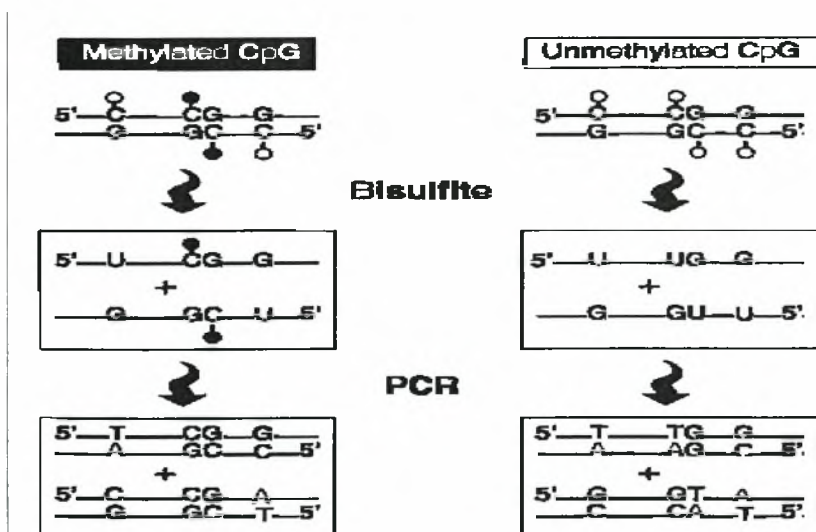 Methylated CpG
Unmethylated CpG
5' C CG G
G GC C 5'
5' C CG G
G GC C 5'
Bisulfite
5' U CG G
+
G GC U 5'
5' U UG G
+
G GU U 5'
PCR
5' T CG G
A GC C 5'
+
5' C CG A
G GC T 5'
5' T TG G
A AG C 5'
+
5' G GT A
C CA T 5'